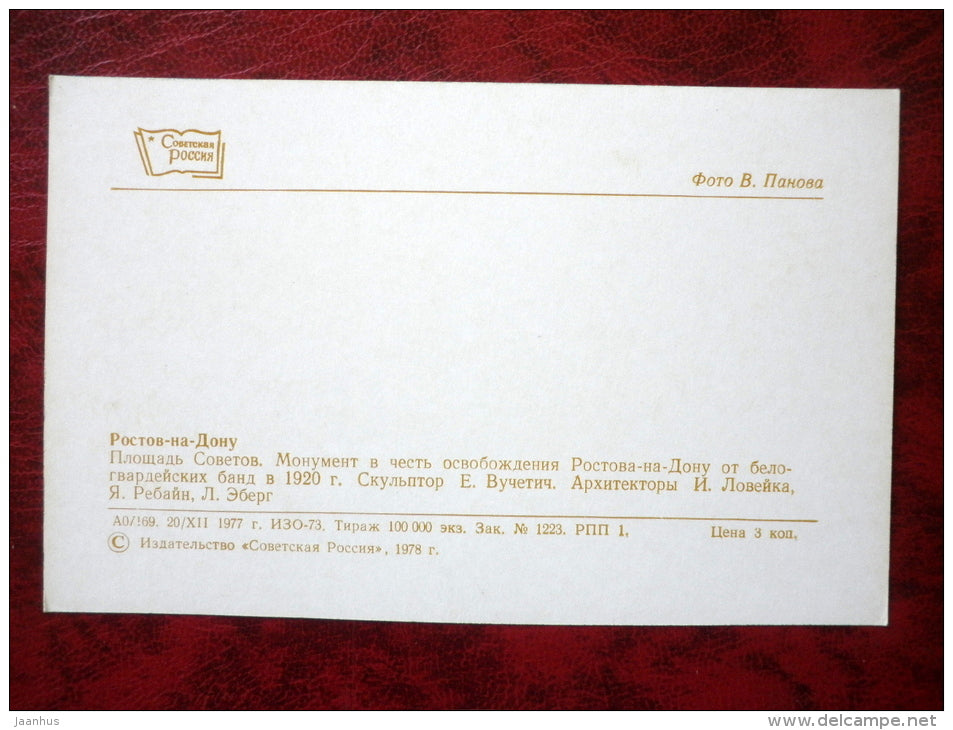 Советская
Россия
Фото В. Панова
Ростов-на-Дону
Площадь Советов. Монумент в честь освобождения Ростова-на-Дону от бело-
гвардейских банд в 1920 г. Скульптор Е. Вучетич. Архитекторы И. Ловейка,
Я. Ребайн, Л. Эберг
20/XII 1977 г. ИЗО-73. Тираж 100 000 экз. Зак. № 1223. РПП 1. Цена 3 коп.
© Издательство «Советская Россия», 1978 г.
jaanhus
delcampe.net